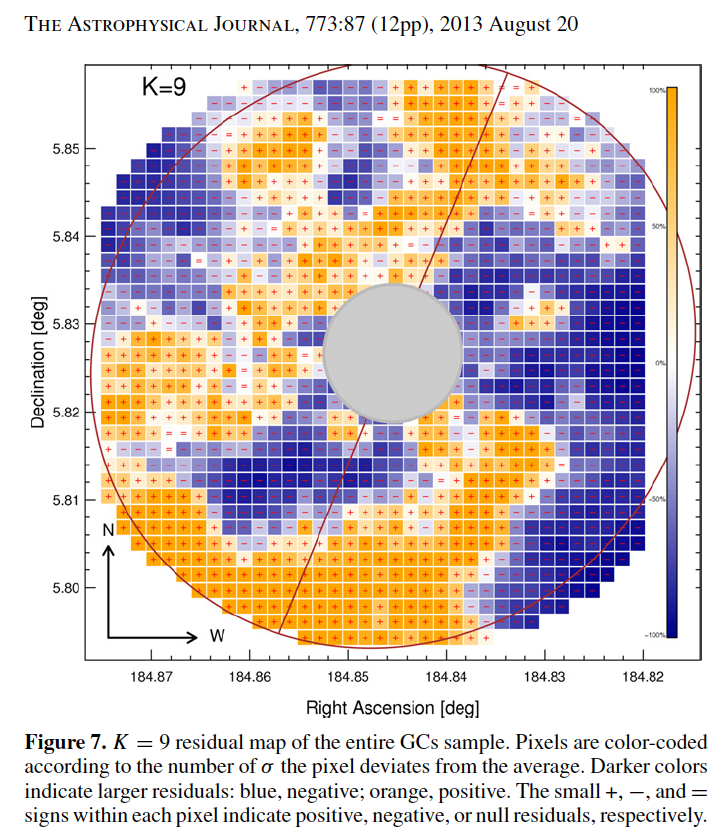 THE ASTROPHYSICAL JOURNAL, 773:87 (12pp), 2013 August 20
K=9
100%
50%
0%
-50%
-100%
5.85
5.84
5.83
5.82
5.81
5.80
Declination [deg]
N
W
184.87 184.86 184.85 184.84 184.83 184.82
Right Ascension [deg]
Figure 7. K = 9 residual map of the entire GCs sample. Pixels are color-coded
according to the number of σ the pixel deviates from the average. Darker colors
indicate larger residuals: blue, negative; orange, positive. The small +, −, and =
signs within each pixel indicate positive, negative, or null residuals, respectively.